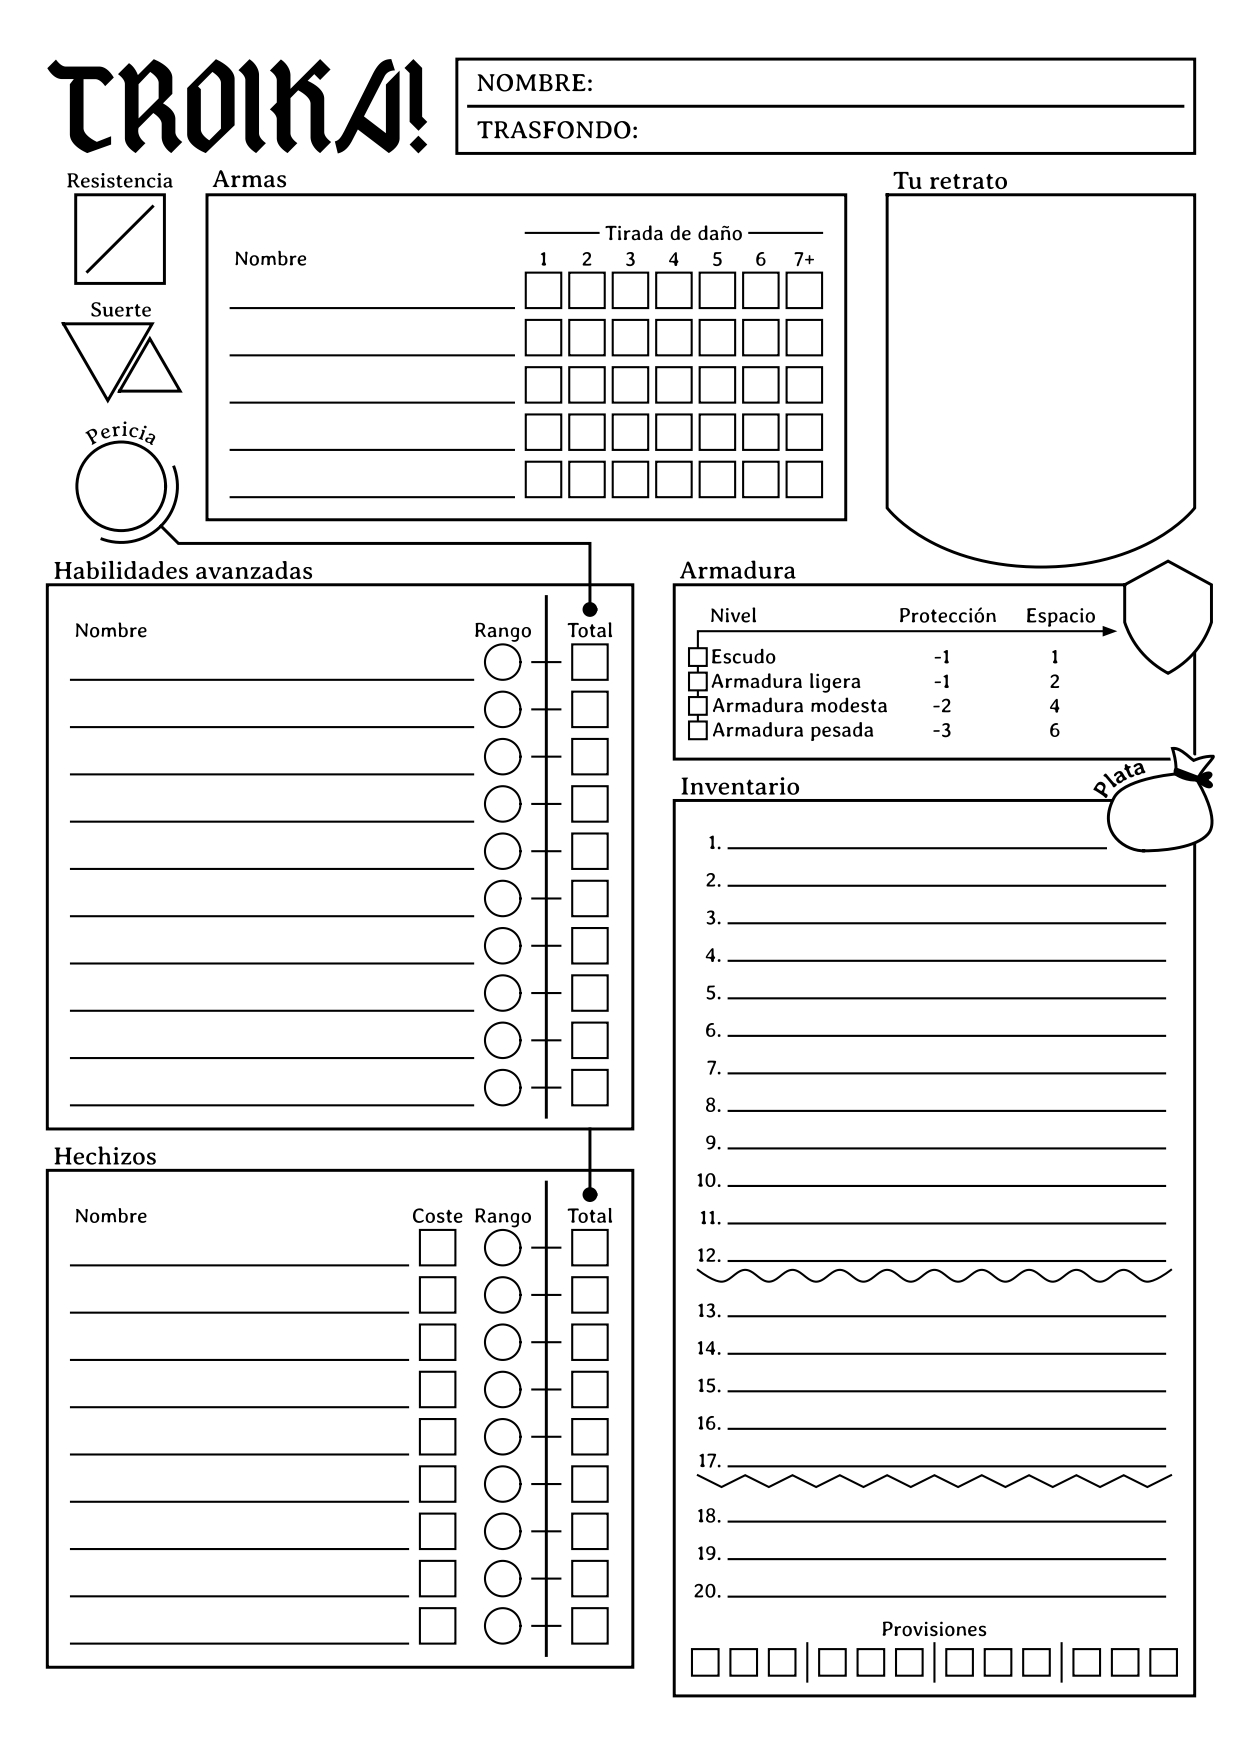 TROIKA!
NOMBRE:
TRASFONDO:
Resistencia
Suerte
Pericia
Armas
Tirada de daño
Nombre 1 2 3 4 5 6 7+
Tu retrato
Habilidades avanzadas
Nombre Rango Total
Hechizos
Nombre Coste Rango Total
Armadura
Nivel Protección Espacio
Escudo -1 1
Armadura ligera -1 2
Armadura modesta -2 4
Armadura pesada -3 6
Plata
Inventario
1.
2.
3.
4.
5.
6.
7.
8.
9.
10.
11.
12.
13.
14.
15.
16.
17.
18.
19.
20.
Provisiones